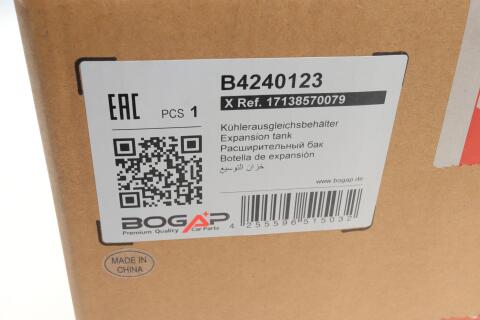 B4240123
EAC PCS 1
X Ref. 17138570079
Kühlerausgleichsbehälter
Expansion tank
Расширительный бак
Botella de expansión
خزان التوسيع
www.bogap.de
BOGAP
Premium Quality Car Parts
4 255596 515032
MADE IN
CHINA